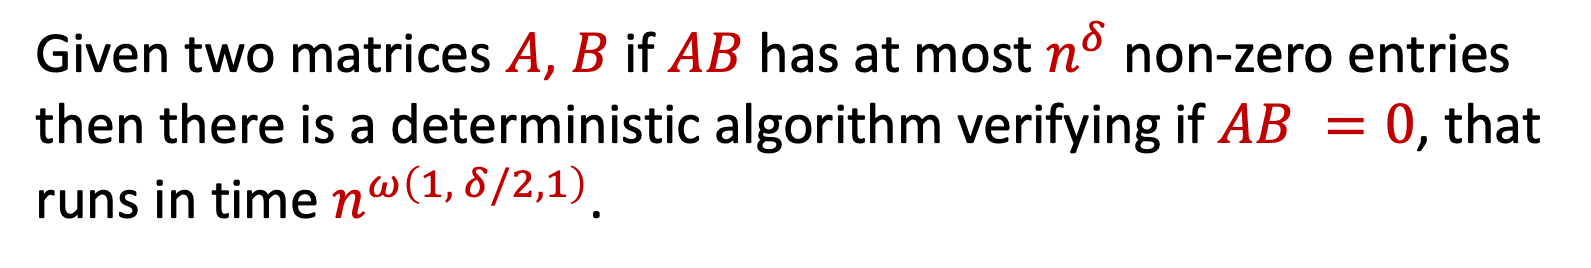 Given two matrices A, B if AB has at most n^δ non-zero entries
then there is a deterministic algorithm verifying if AB = 0, that
runs in time n^ω(1, δ/2,1).